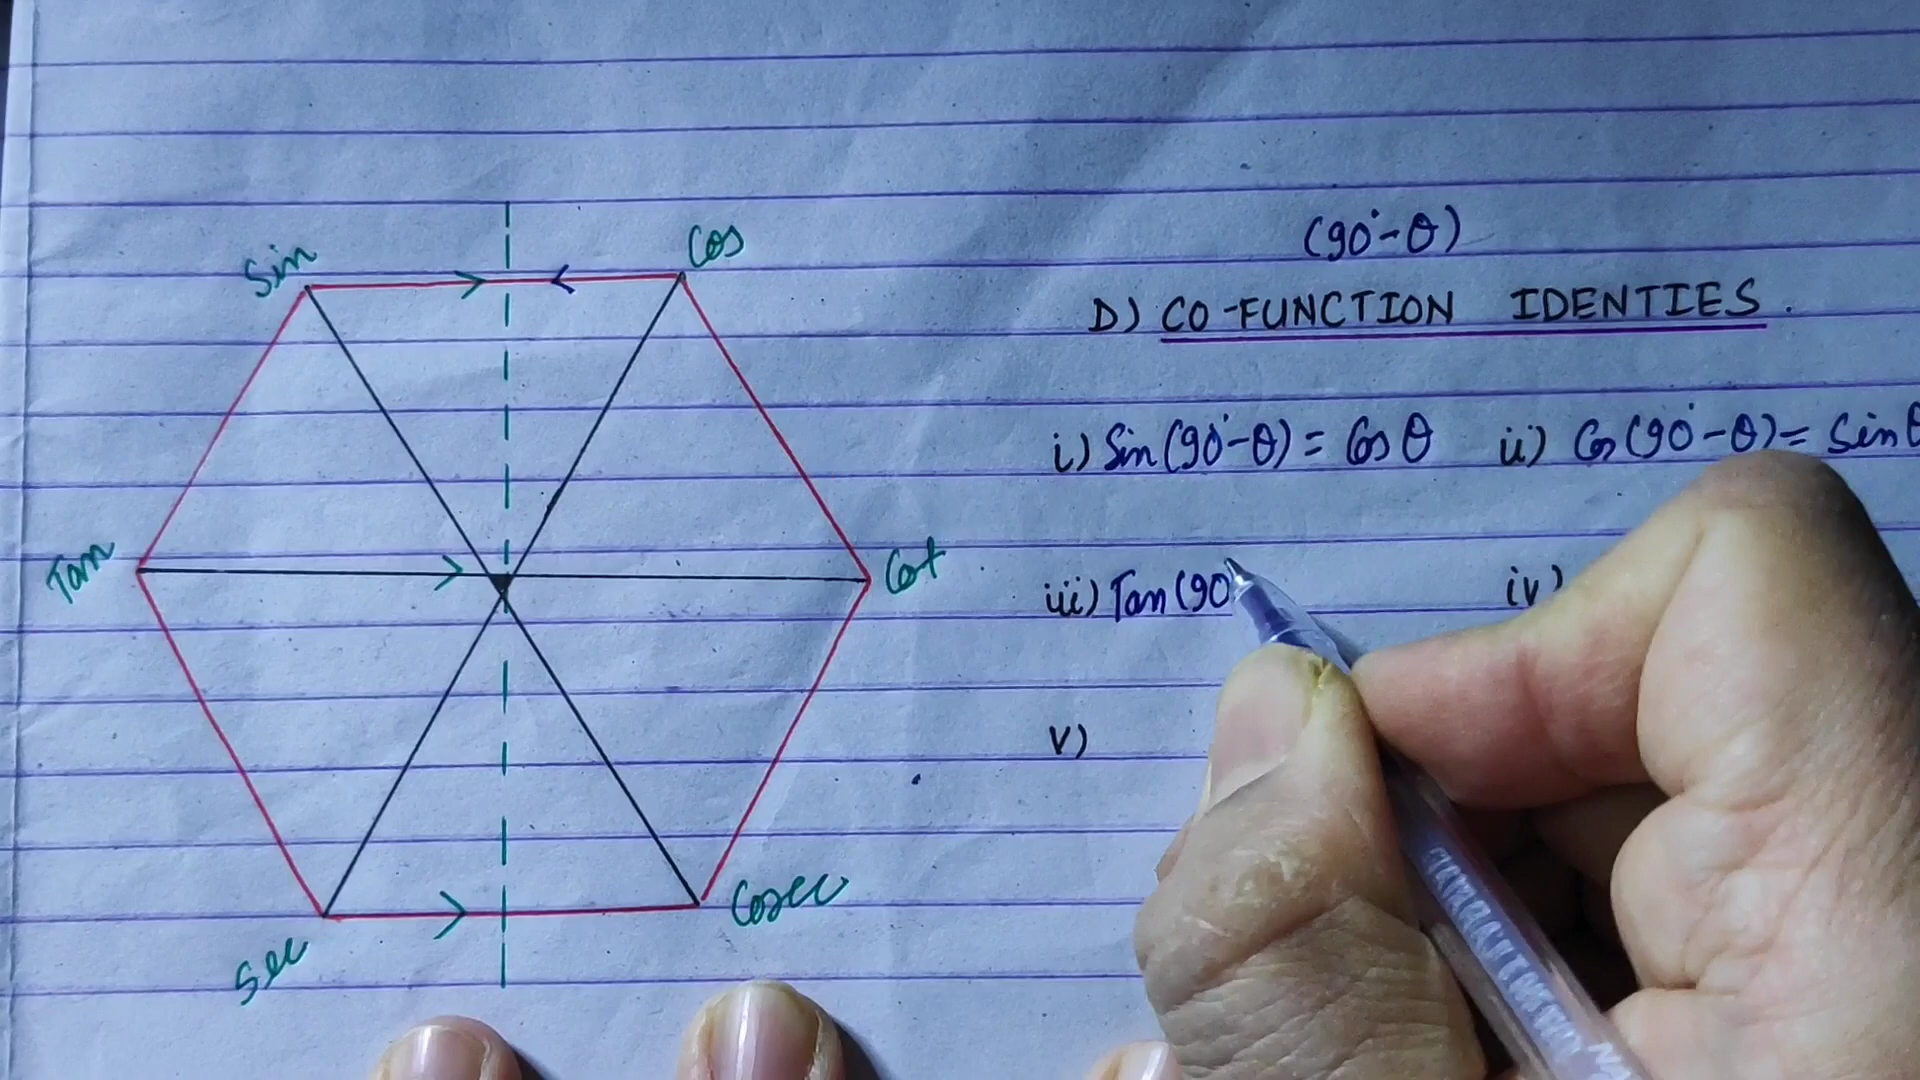 Sin
Cos
Tan
Cot
Sec
Cosec
(90°-θ)
D) CO-FUNCTION IDENTIES.
i) Sin(90°-θ) = Cos θ ii) Cos(90°-θ) = Sin θ
iii) Tan(90 iv)
v)